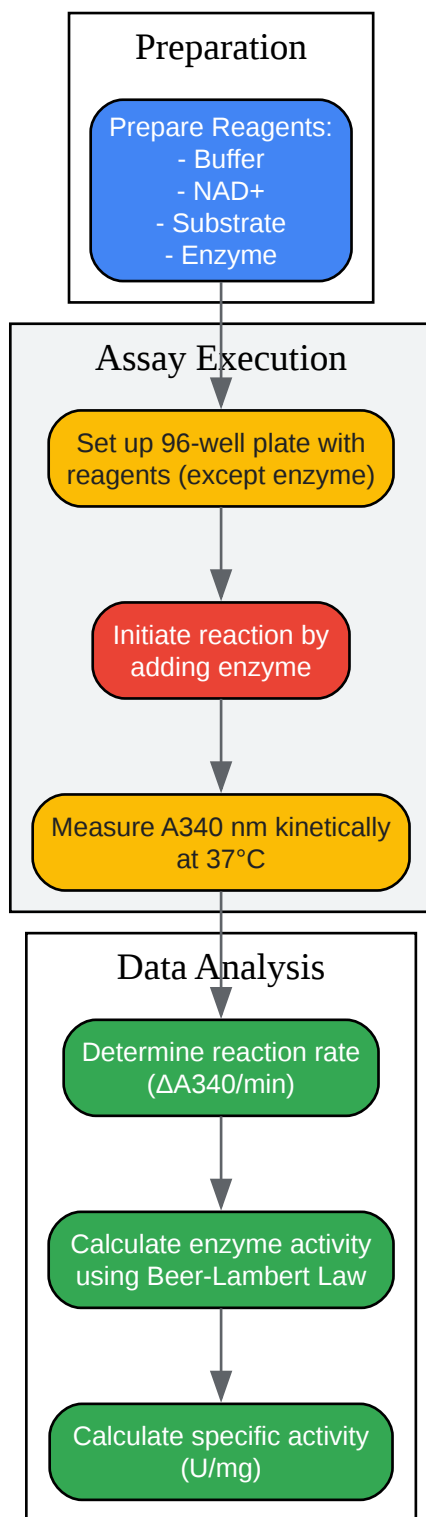 Preparation
Prepare Reagents:
- Buffer
- NAD+
- Substrate
- Enzyme
Assay Execution
Set up 96-well plate with
reagents (except enzyme)
Initiate reaction by
adding enzyme
Measure A340 nm kinetically
at 37°C
Data Analysis
Determine reaction rate
(ΔA340/min)
Calculate enzyme activity
using Beer-Lambert Law
Calculate specific activity
(U/mg)